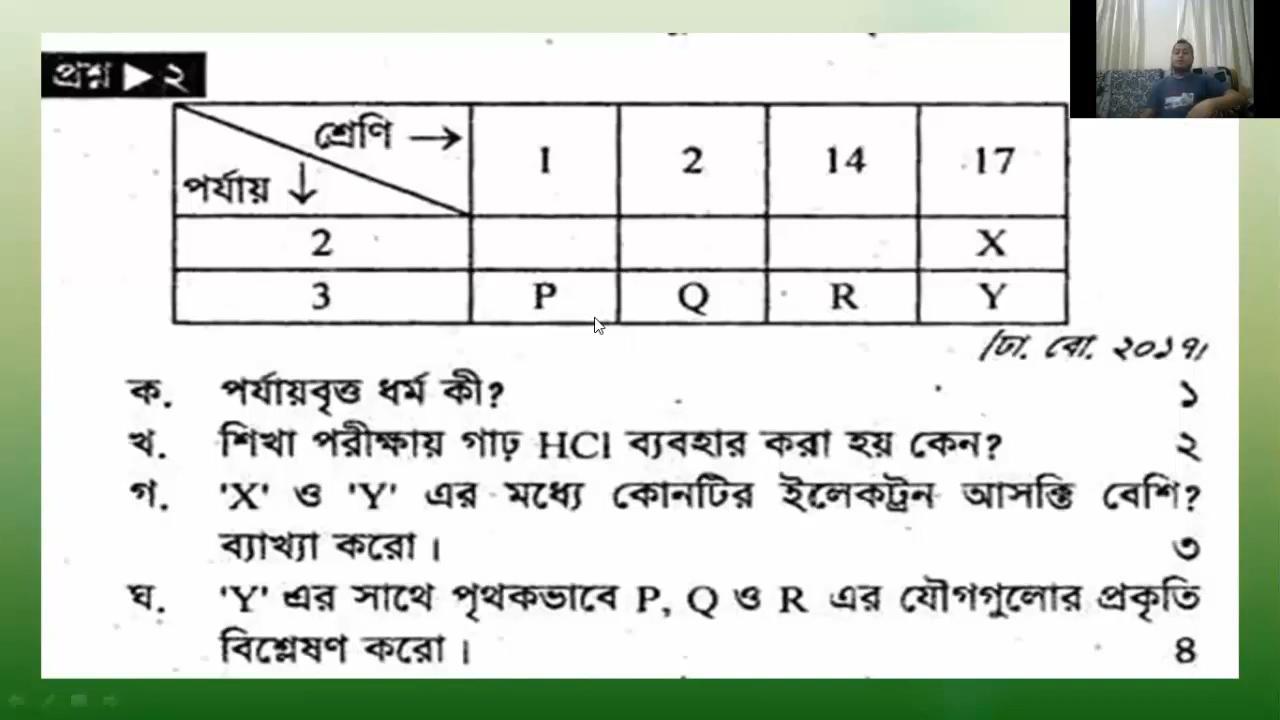 প্রশ্ন ▶ ২
শ্রেণি → 1 2 14 17
পর্যায় ↓
2 X
3 P Q R Y
[ঢা. বো. ২০১৭]
ক. পর্যায়বৃত্ত ধর্ম কী? ১
খ. শিখা পরীক্ষায় গাঢ় HCl ব্যবহার করা হয় কেন? ২
গ. 'X' ও 'Y' এর মধ্যে কোনটির ইলেকট্রন আসক্তি বেশি?
ব্যাখ্যা করো। ৩
ঘ. 'Y' এর সাথে পৃথকভাবে P, Q ও R এর যৌগগুলোর প্রকৃতি
বিশ্লেষণ করো। 4